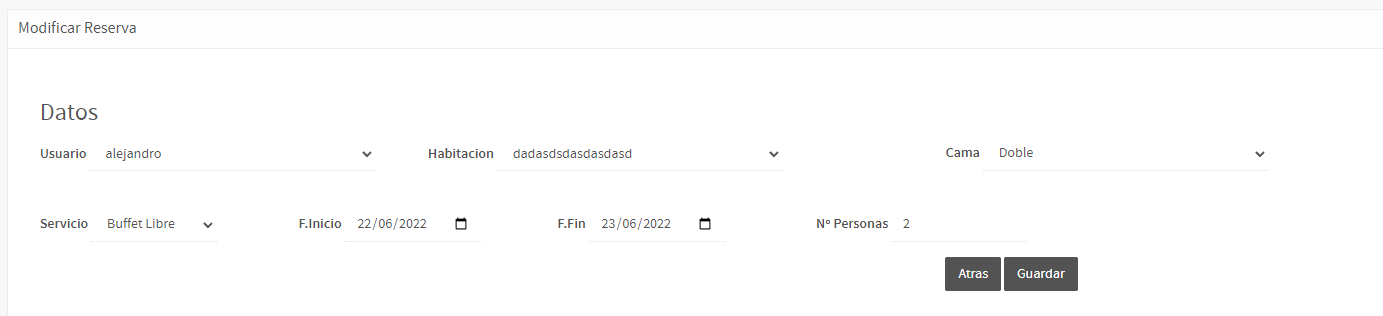 Modificar Reserva
Datos
Usuario alejandro Habitacion dadasdsdasdasdasd Cama Doble
Servicio Buffet Libre F.Inicio 22/06/2022 F.Fin 23/06/2022 Nº Personas 2
Atras Guardar